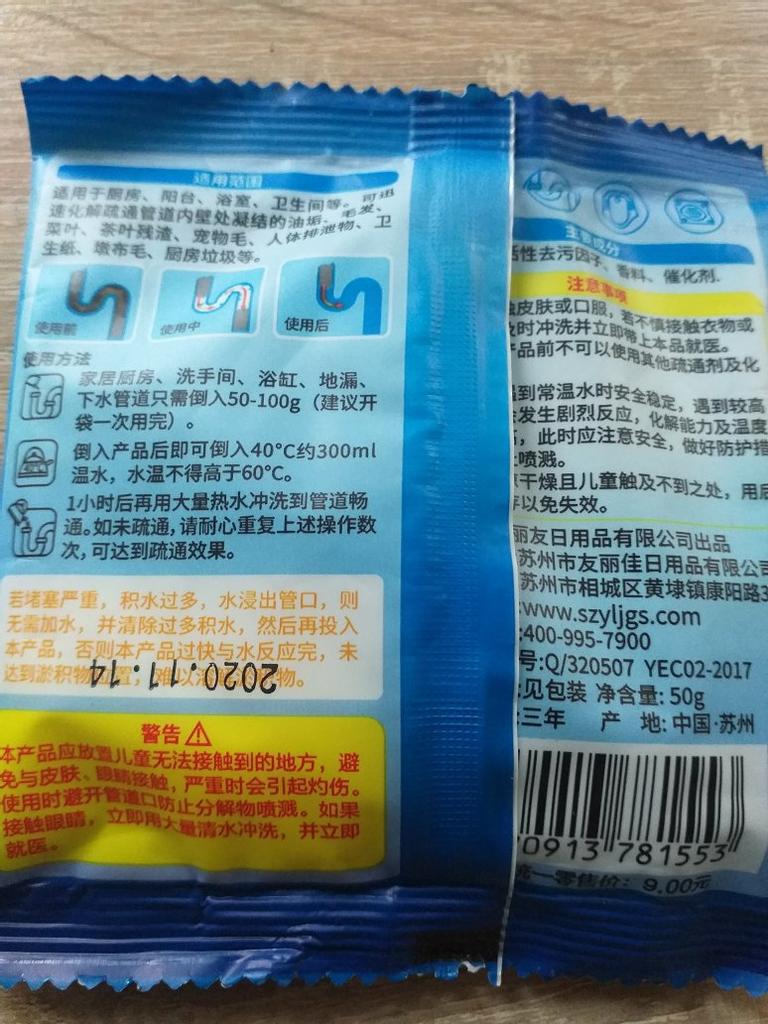 适用范围
适用于厨房、阳台、浴室、卫生间等。可迅
速化解疏通管道内壁处凝结的油垢、毛发、
菜叶、茶叶残渣、宠物毛、人体排泄物、卫
生纸、墩布毛、厨房垃圾等。
使用前
使用中
使用后
使用方法
家居厨房、洗手间、浴缸、地漏、
下水管道只需倒入50-100g（建议开
袋一次用完）。
倒入产品后即可倒入40°C约300ml
温水，水温不得高于60°C。
1小时后再用大量热水冲洗到管道畅
通。如未疏通，请耐心重复上述操作数
次，可达到疏通效果。
若堵塞严重，积水过多，水浸出管口，则
无需加水，并清除过多积水，然后再投入
本产品，否则本产品过快与水反应完，未
达到淤积物位置，难以
2020.11.14
警告
本产品应放置儿童无法接触到的地方，避
免与皮肤、眼睛接触，严重时会引起灼伤。
使用时避开管道口防止分解物喷溅。如果
接触眼睛，立即用大量清水冲洗，并立即
就医。
主要成分
活性去污因子、香料、催化剂.
注意事项
皮肤或口服，若不慎接触衣物或
时冲洗并立即带上本品就医。
产品前不可以使用其他疏通剂及化
到常温水时安全稳定，遇到较高
发生剧烈反应，化解能力及温度
，此时应注意安全，做好防护措
喷溅。
干燥且儿童触及不到之处，用后
以免失效。
丽友日用品有限公司出品
苏州市友丽佳日用品有限公司
苏州市相城区黄埭镇康阳路3
:www.szyljgs.com
:400-995-7900
号:Q/320507 YEC02-2017
:见包装 净含量: 50g
:三年 产 地: 中国·苏州
0913 781553
统一零售价: 9.00元